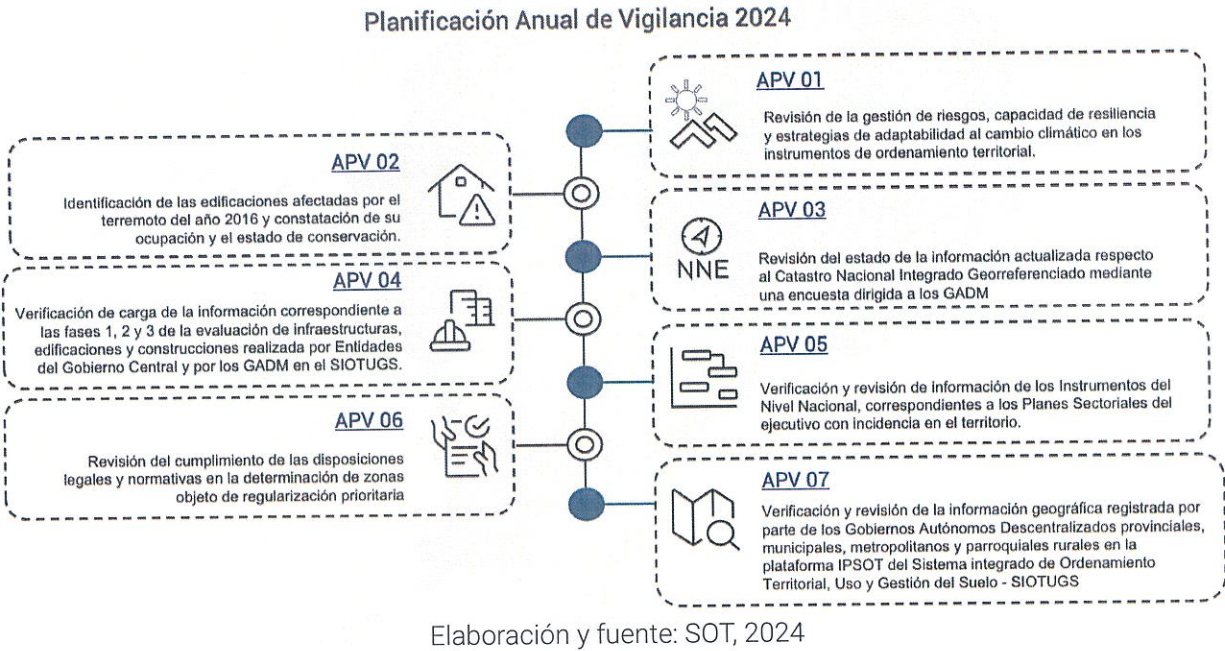 Planificación Anual de Vigilancia 2024
APV 01
Revisión de la gestión de riesgos, capacidad de resiliencia
y estrategias de adaptabilidad al cambio climático en los
instrumentos de ordenamiento territorial.
APV 02
Identificación de las edificaciones afectadas por el
terremoto del año 2016 y constatación de su
ocupación y el estado de conservación.
APV 03
NNE
Revisión del estado de la información actualizada respecto
al Catastro Nacional Integrado Georreferenciado mediante
una encuesta dirigida a los GADM
APV 04
Verificación de carga de la información correspondiente a
las fases 1, 2 y 3 de la evaluación de infraestructuras,
edificaciones y construcciones realizada por Entidades
del Gobierno Central y por los GADM en el SIOTUGS.
APV 05
Verificación y revisión de información de los Instrumentos del
Nivel Nacional, correspondientes a los Planes Sectoriales del
ejecutivo con incidencia en el territorio.
APV 06
Revisión del cumplimiento de las disposiciones
legales y normativas en la determinación de zonas
objeto de regularización prioritaria
APV 07
Verificación y revisión de la información geográfica registrada por
parte de los Gobiernos Autónomos Descentralizados provinciales,
municipales, metropolitanos y parroquiales rurales en la
plataforma IPSOT del Sistema integrado de Ordenamiento
Territorial, Uso y Gestión del Suelo - SIOTUGS
Elaboración y fuente: SOT, 2024